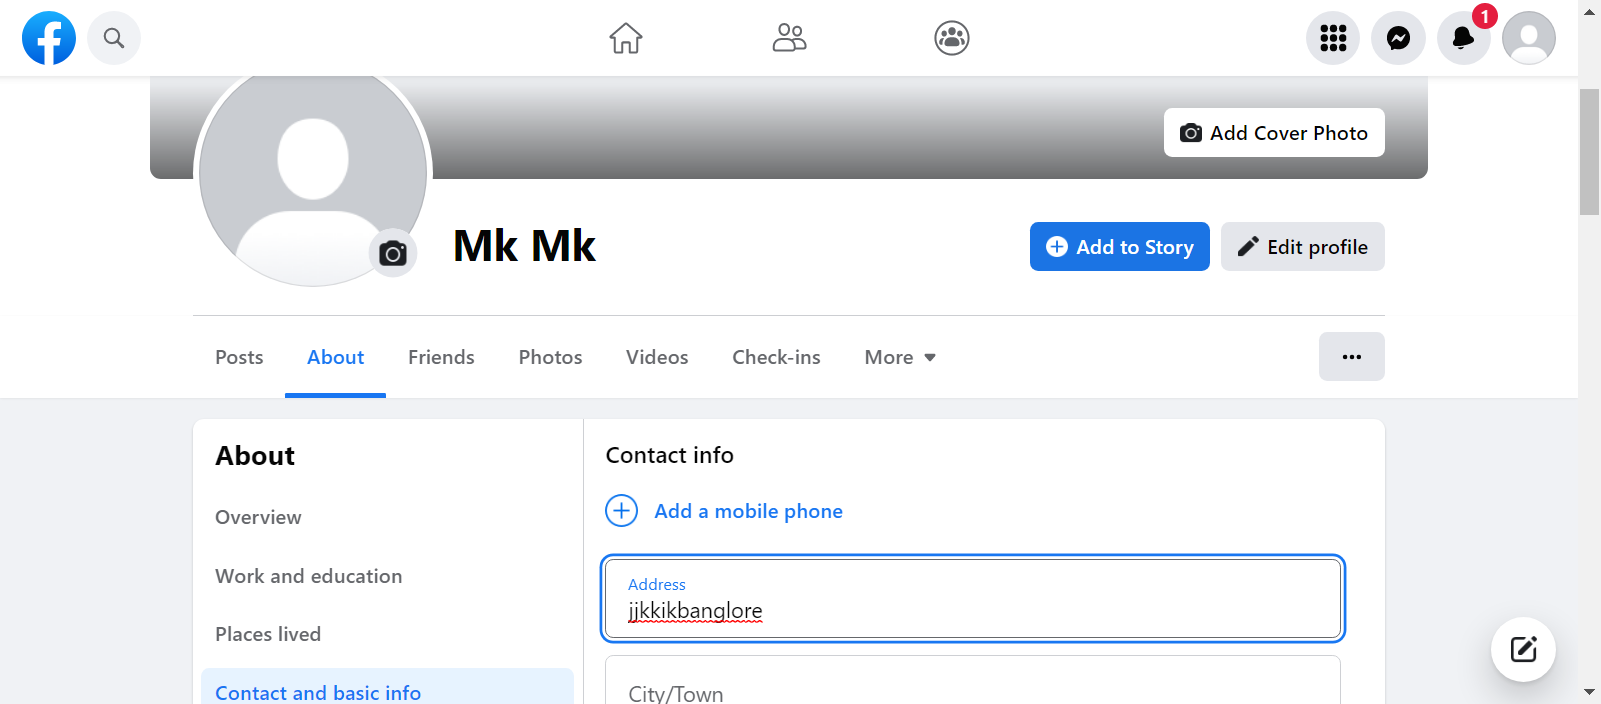 1
Add Cover Photo
Mk Mk
Add to Story
Edit profile
Posts
About
Friends
Photos
Videos
Check-ins
More
About
Overview
Work and education
Places lived
Contact and basic info
Contact info
Add a mobile phone
Address
jjkkikbanglore
City/Town